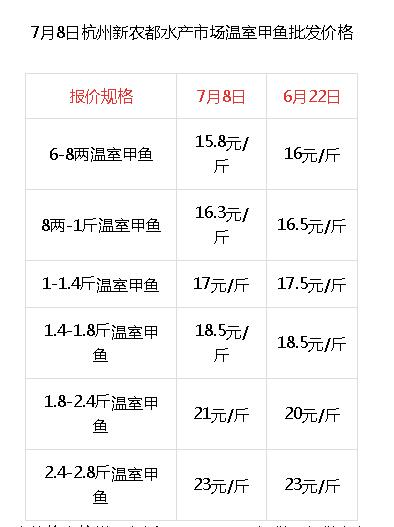 7月8日杭州新农都水产市场温室甲鱼批发价格
报价规格 7月8日 6月22日
6-8两温室甲鱼 15.8元/斤 16元/斤
8两-1斤温室甲鱼 16.3元/斤 16.5元/斤
1-1.4斤温室甲鱼 17元/斤 17.5元/斤
1.4-1.8斤温室甲鱼 18.5元/斤 18.5元/斤
1.8-2.4斤温室甲鱼 21元/斤 20元/斤
2.4-2.8斤温室甲鱼 23元/斤 23元/斤